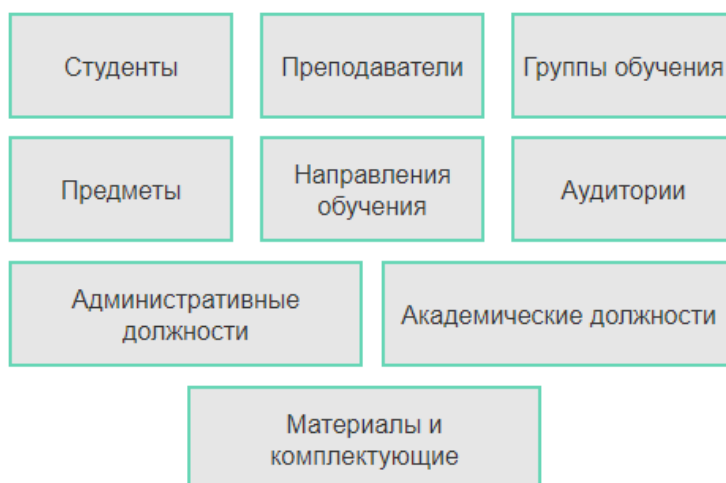 Студенты
Преподаватели
Группы обучения
Предметы
Направления
обучения
Аудитории
Административные
должности
Академические должности
Материалы и
комплектующие